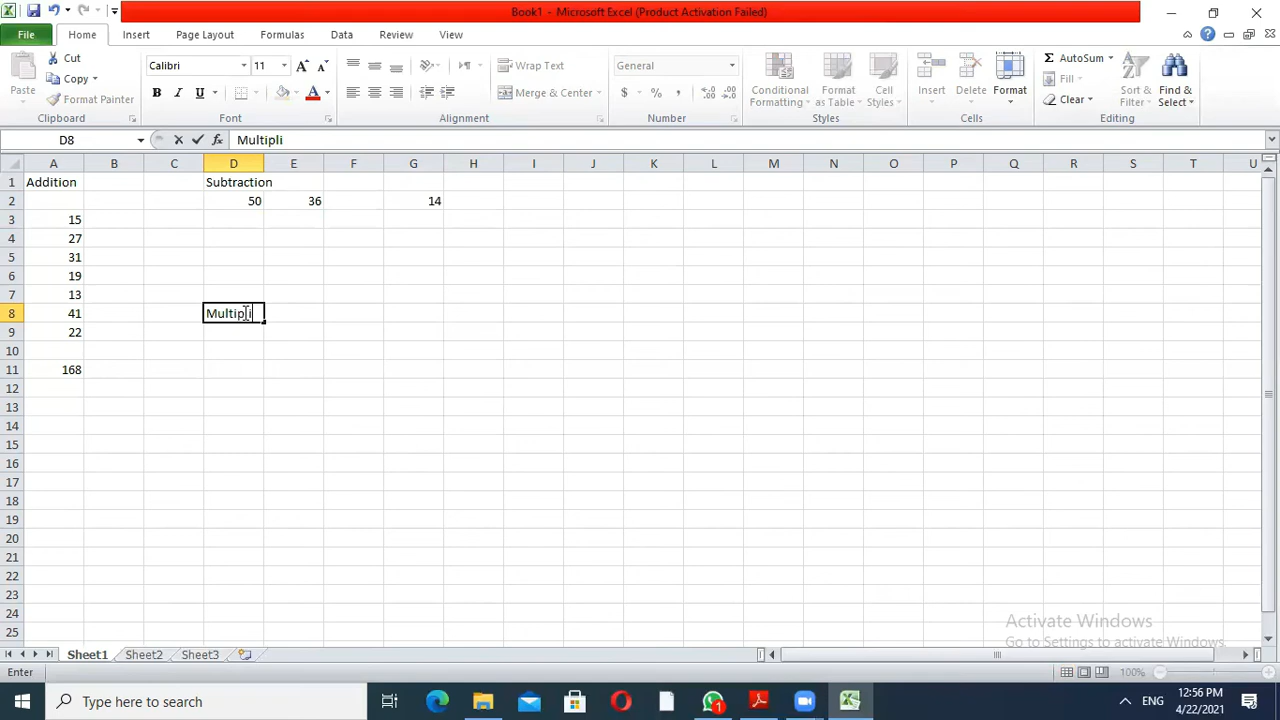 Book1 - Microsoft Excel (Product Activation Failed)
File Home Insert Page Layout Formulas Data Review View
Cut
Copy
Format Painter
Paste
Clipboard
Calibri 11 A A
B I U A
Font
Wrap Text
Merge & Center
Alignment
General
$ % ,
Number
Conditional Formatting
Format as Table
Cell Styles
Styles
Insert Delete Format
Cells
Σ AutoSum
Fill
Clear
Sort & Filter
Find & Select
Editing
D8 fx Multipli
A B C D E F G H I J K L M N O P Q R S T U
1 Addition Subtraction
2 50 36 14
3 15
4 27
5 31
6 19
7 13
8 41 Multipli
9 22
10
11 168
12
13
14
15
16
17
18
19
20
21
22
23
24
25
Activate Windows
Go to Settings to activate Windows.
Sheet1 Sheet2 Sheet3
Enter 100%
Type here to search
1
ENG
12:56 PM
4/22/2021